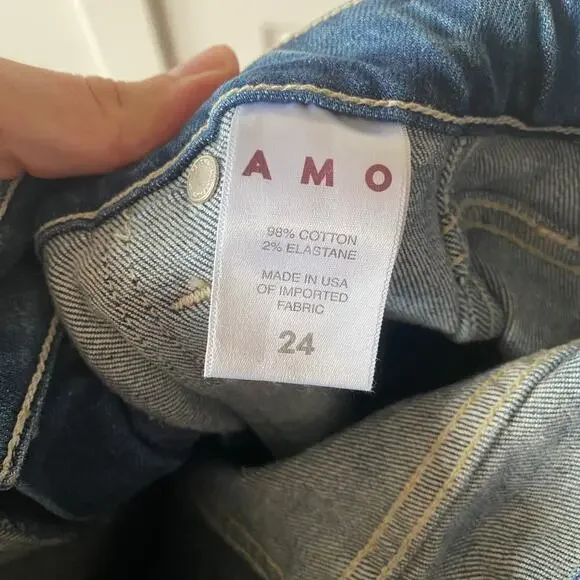 AMO
98% COTTON
2% ELASTANE
MADE IN USA
OF IMPORTED
FABRIC
24